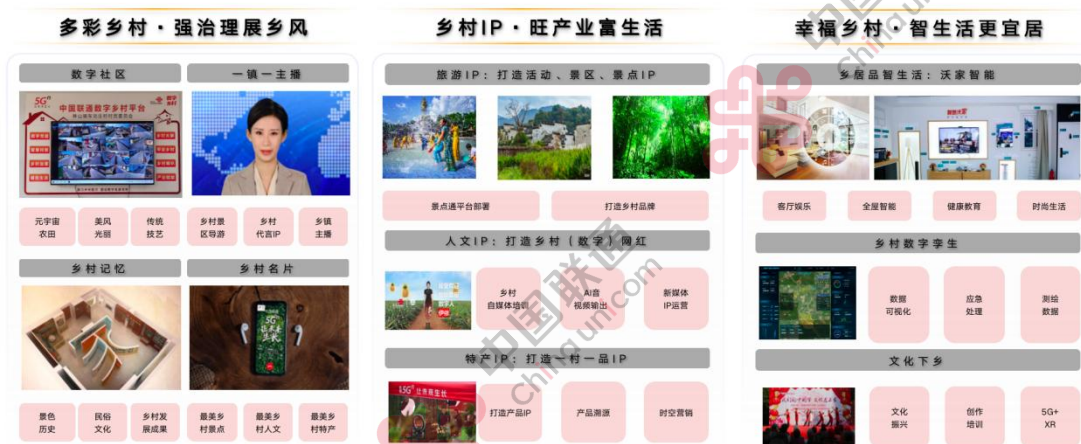 多彩乡村·强治理展乡风
数字社区
一镇一主播
5G
中国联通数字乡村平台
元宇宙
农田
美风
光丽
传统
技艺
乡村景
区导游
乡村
代言IP
乡镇
主播
乡村记忆
乡村名片
5G
景色
历史
民俗
文化
乡村发
展成果
最美乡
村景点
最美乡
村人文
最美乡
村特产
乡村IP·旺产业富生活
旅游IP：打造活动、景区、景点IP
景点通平台部署
打造乡村品牌
人文IP：打造乡村（数字）网红
乡村
自媒体培训
AI音
视频输出
新媒体
IP运营
特产IP：打造一村一品IP
打造产品IP
产品溯源
时空营销
幸福乡村·智生活更宜居
乡居品智生活：沃家智能
客厅娱乐
全屋智能
健康教育
时尚生活
乡村数字孪生
数据
可视化
应急
处理
测绘
数据
文化下乡
文化
振兴
创作
培训
5G+
XR
中国联通
chinaunicom.com